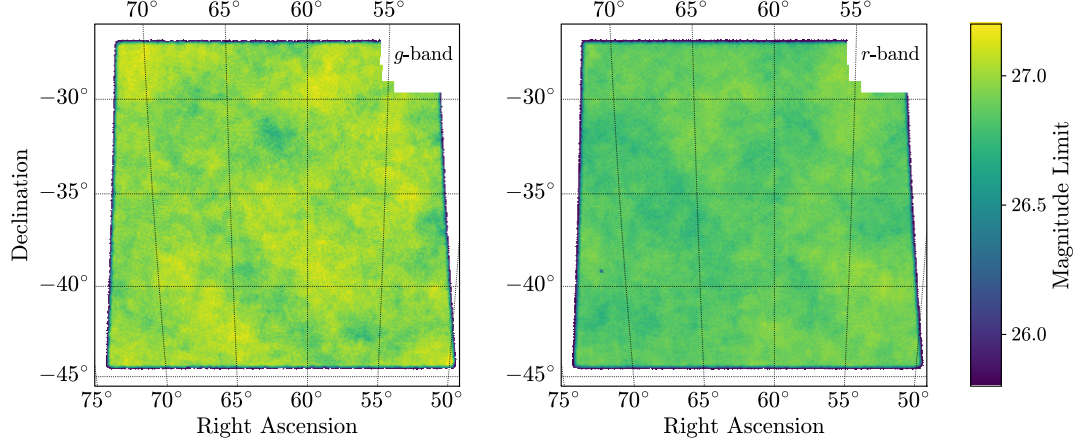 70° 65° 60° 55° 70° 65° 60° 55°
g-band r-band
27.0
−30° −30°
26.5
−35° −35°
−40° −40°
26.0
−45° −45°
75° 70° 65° 60° 55° 50° 75° 70° 65° 60° 55° 50°
Right Ascension Right Ascension
Declination
Magnitude Limit